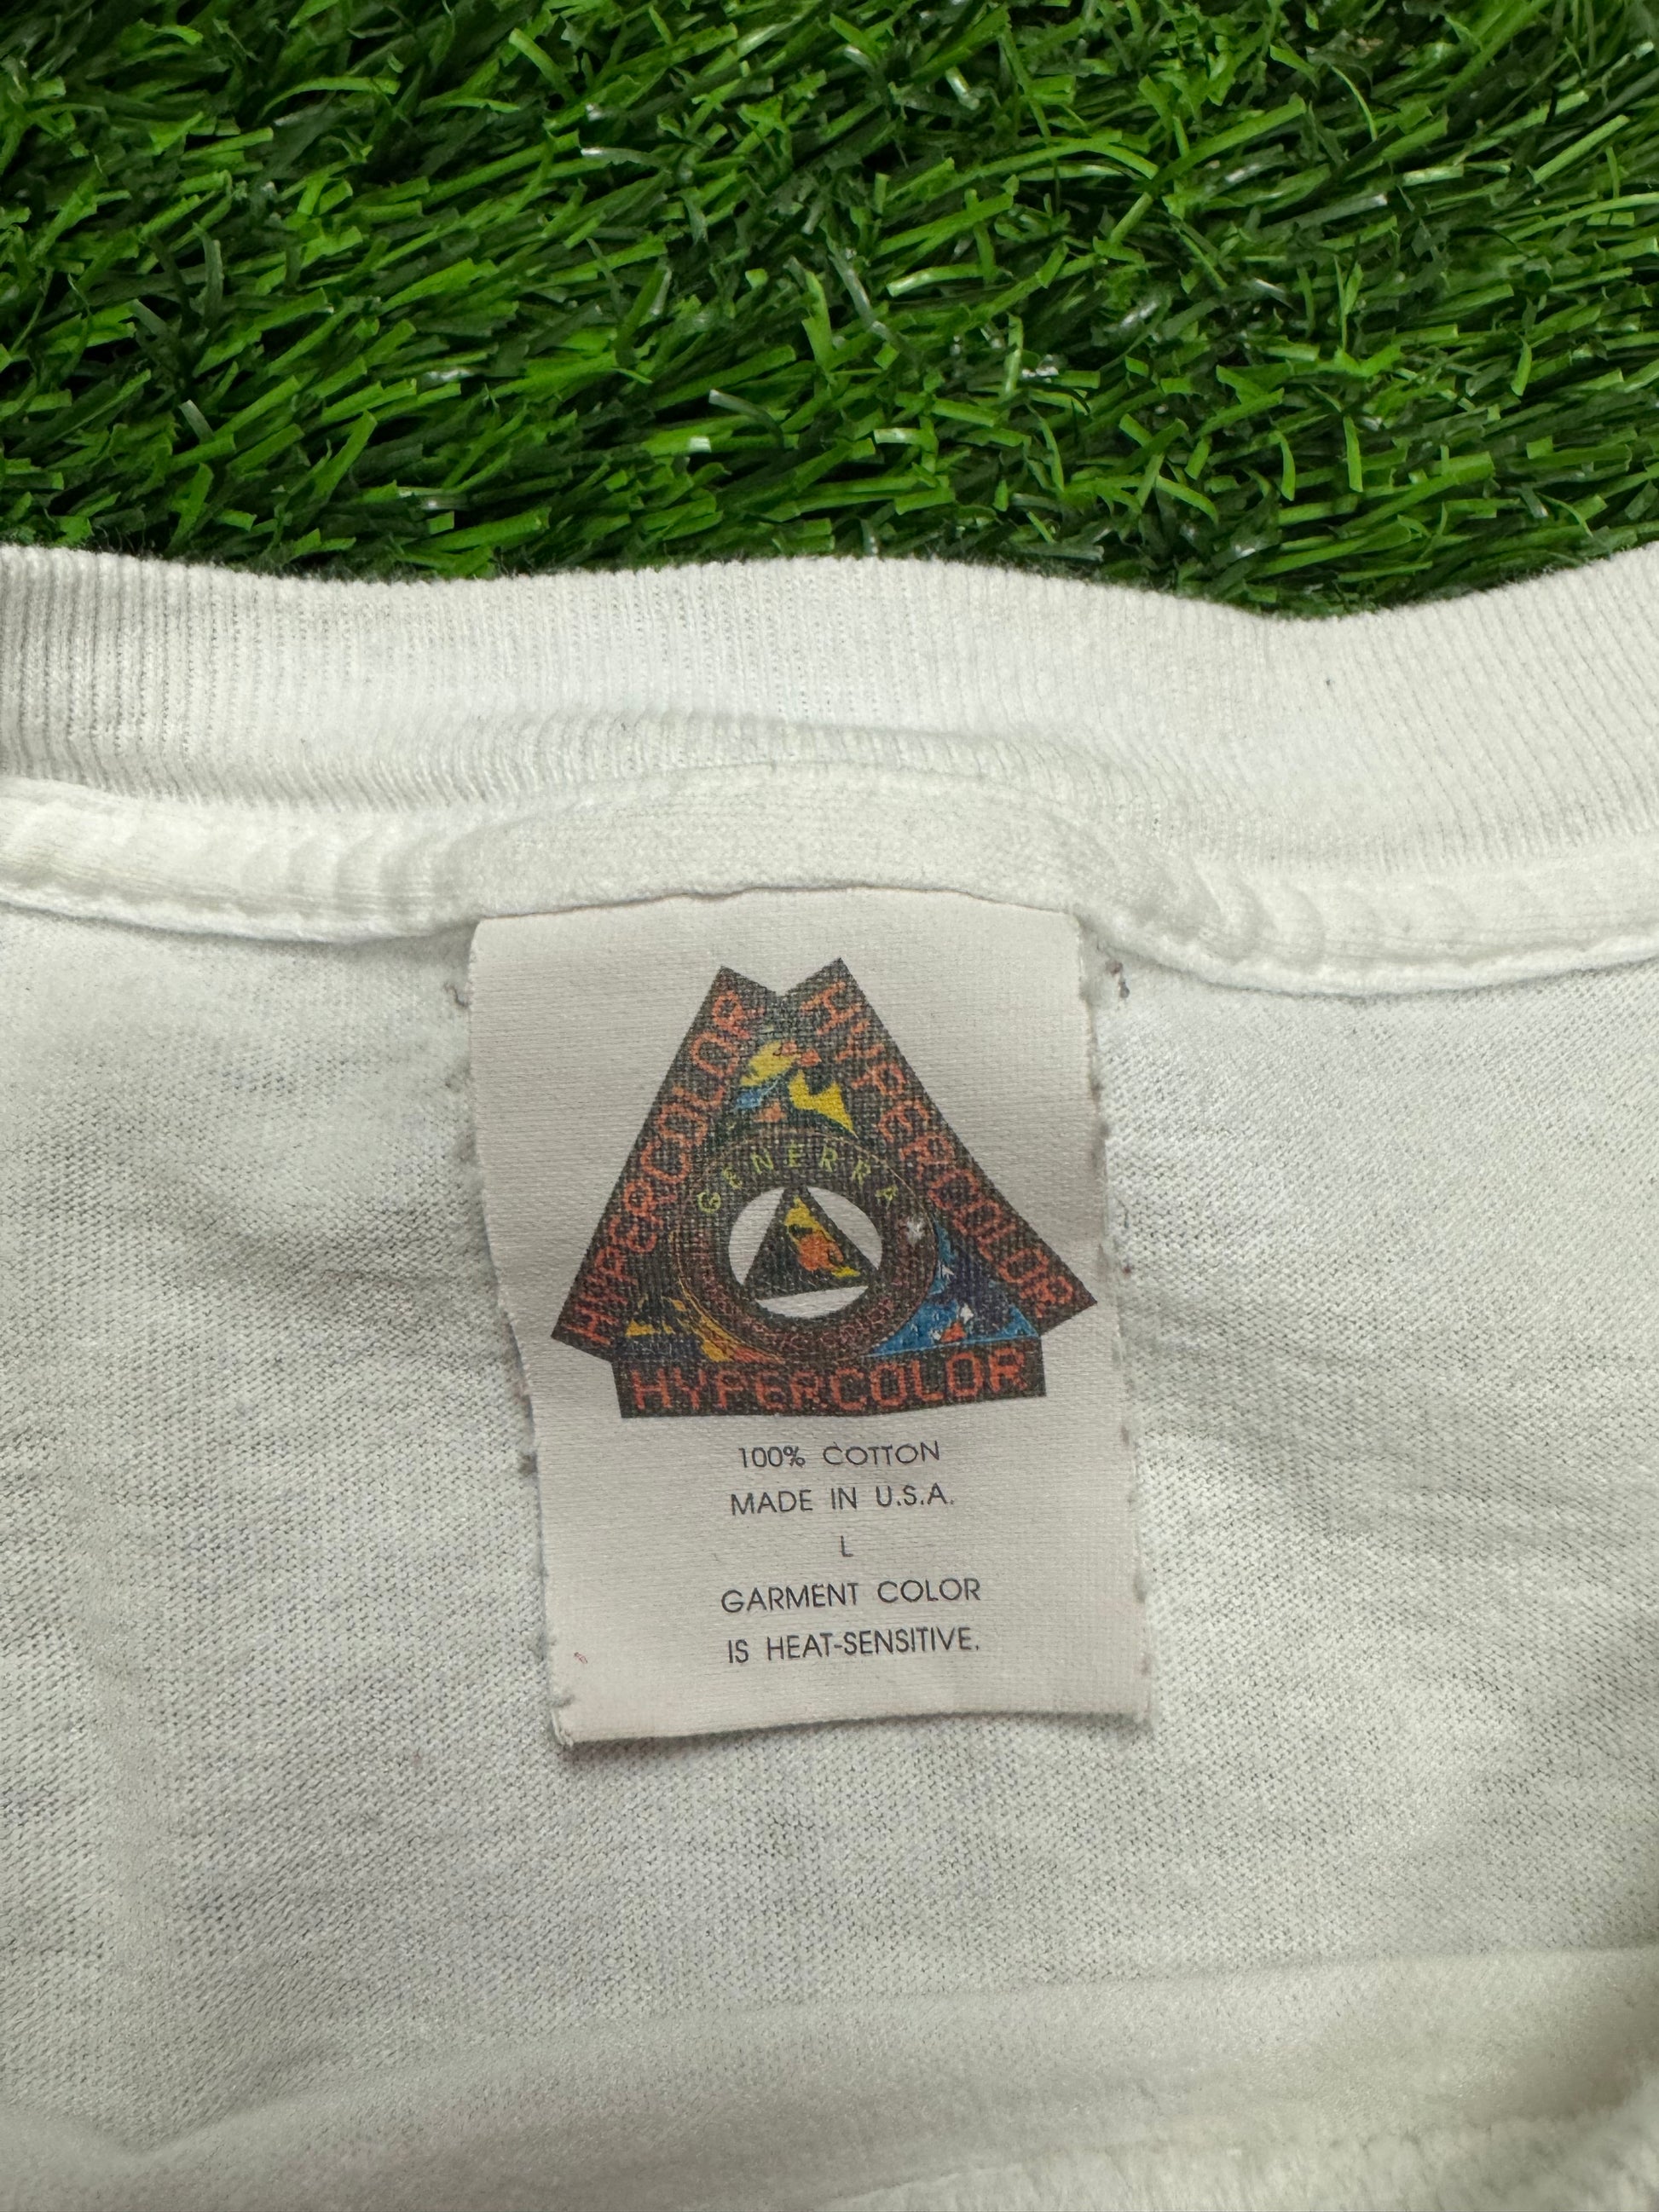 HYPERCOLOR
HYPERCOLOR
GENERRA
HYPERCOLOR
100% COTTON
MADE IN U.S.A.
L
GARMENT COLOR
IS HEAT-SENSITIVE.